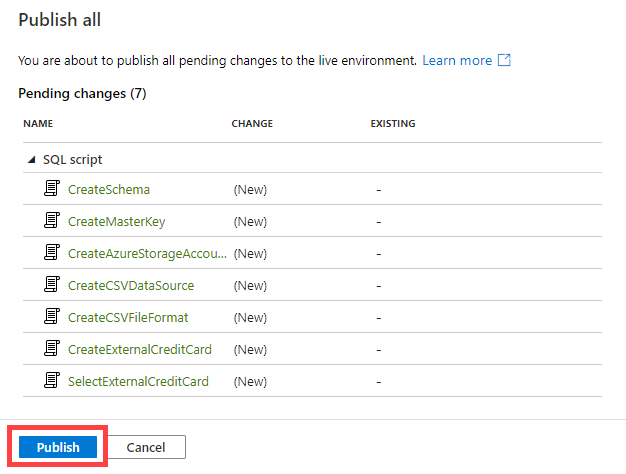 Publish all
You are about to publish all pending changes to the live environment. Learn more
Pending changes (7)
NAME CHANGE EXISTING
SQL script
CreateSchema (New) -
CreateMasterKey (New) -
CreateAzureStorageAccou... (New) -
CreateCSVDataSource (New) -
CreateCSVFileFormat (New) -
CreateExternalCreditCard (New) -
SelectExternalCreditCard (New) -
Publish Cancel